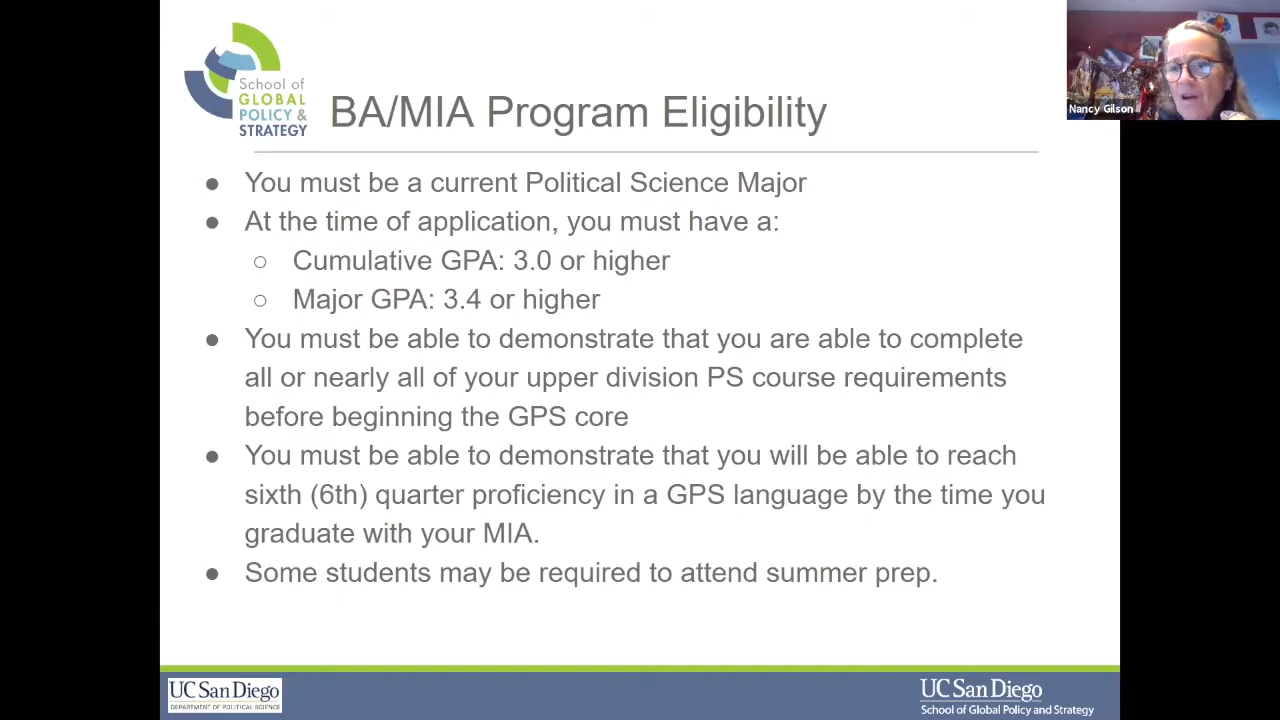 School of
GLOBAL
POLICY &
STRATEGY
BA/MIA Program Eligibility
Nancy Gilson
● You must be a current Political Science Major
● At the time of application, you must have a:
○ Cumulative GPA: 3.0 or higher
○ Major GPA: 3.4 or higher
● You must be able to demonstrate that you are able to complete
all or nearly all of your upper division PS course requirements
before beginning the GPS core
● You must be able to demonstrate that you will be able to reach
sixth (6th) quarter proficiency in a GPS language by the time you
graduate with your MIA.
● Some students may be required to attend summer prep.
UC San Diego
DEPARTMENT OF POLITICAL SCIENCE
UC San Diego
School of Global Policy and Strategy